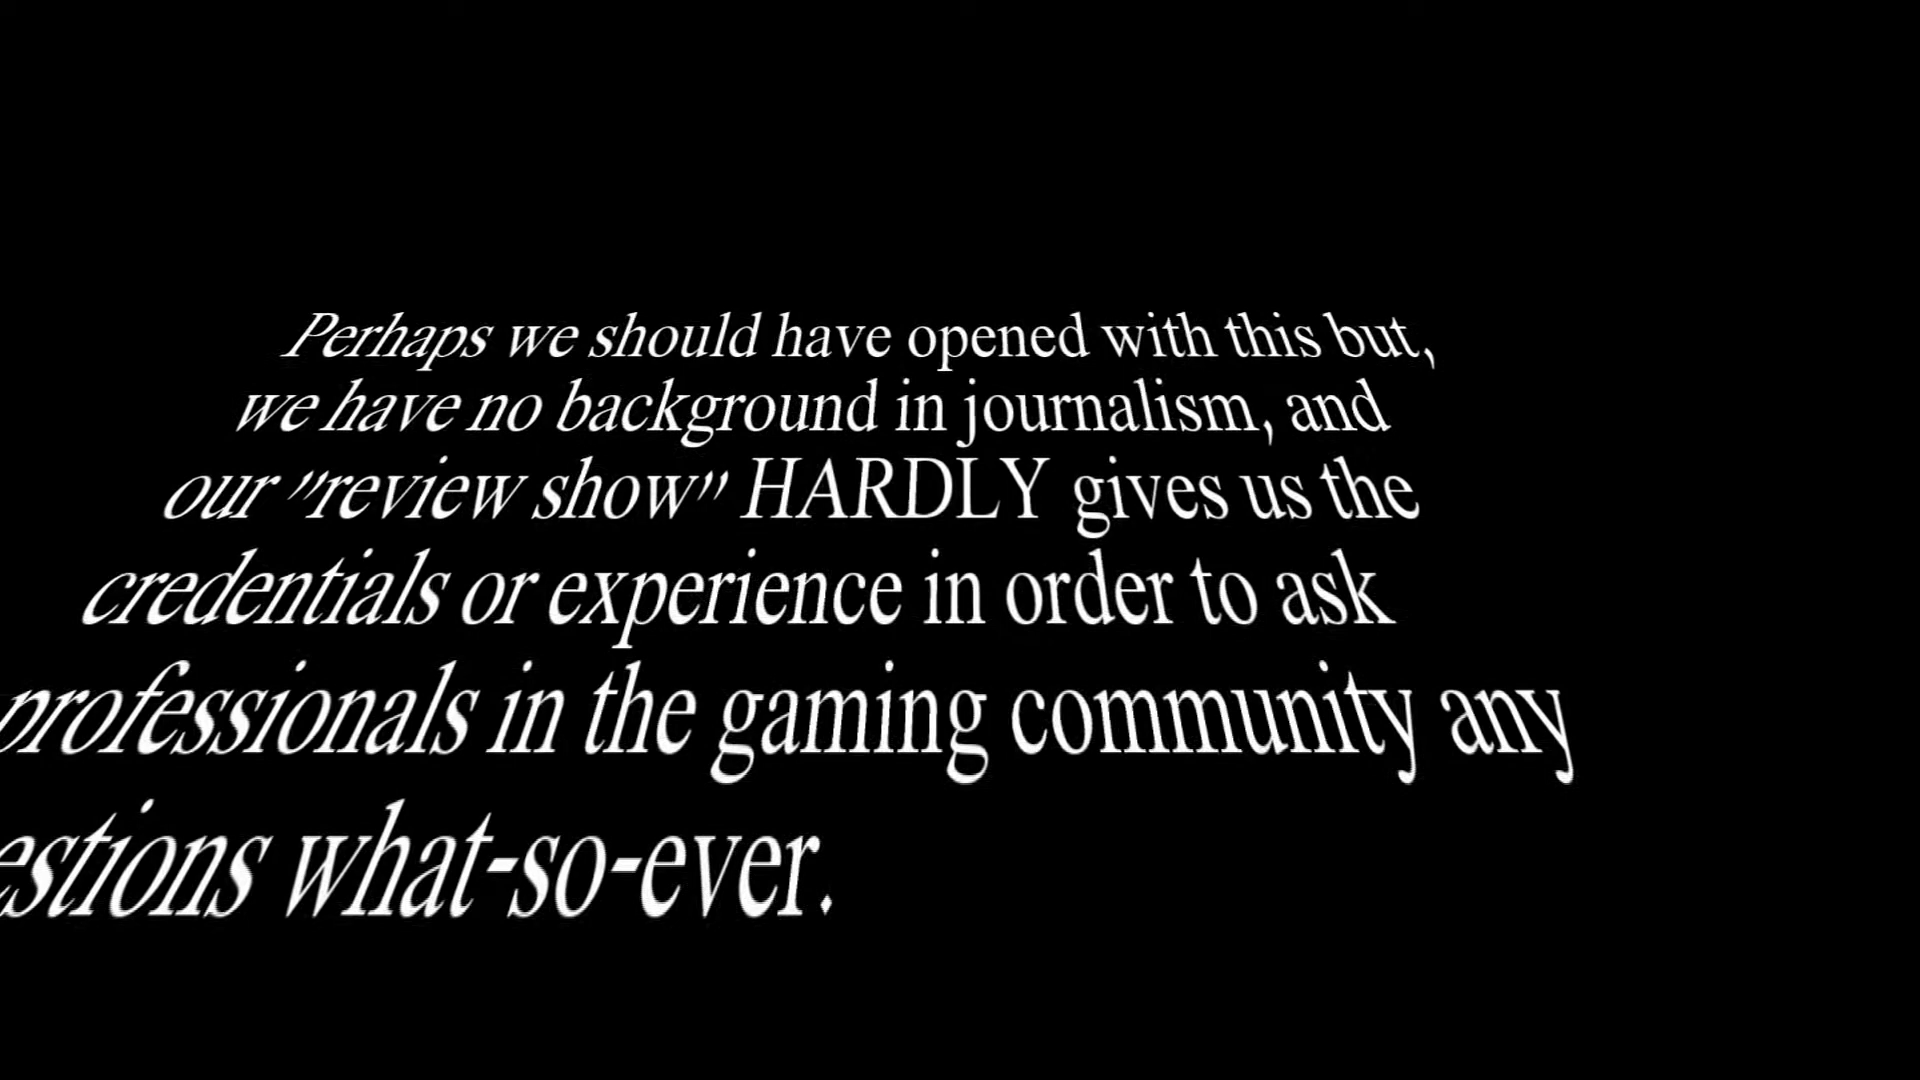 Perhaps we should have opened with this but,
we have no background in journalism, and
our "review show" HARDLY gives us the
credentials or experience in order to ask
professionals in the gaming community any
estions what-so-ever.